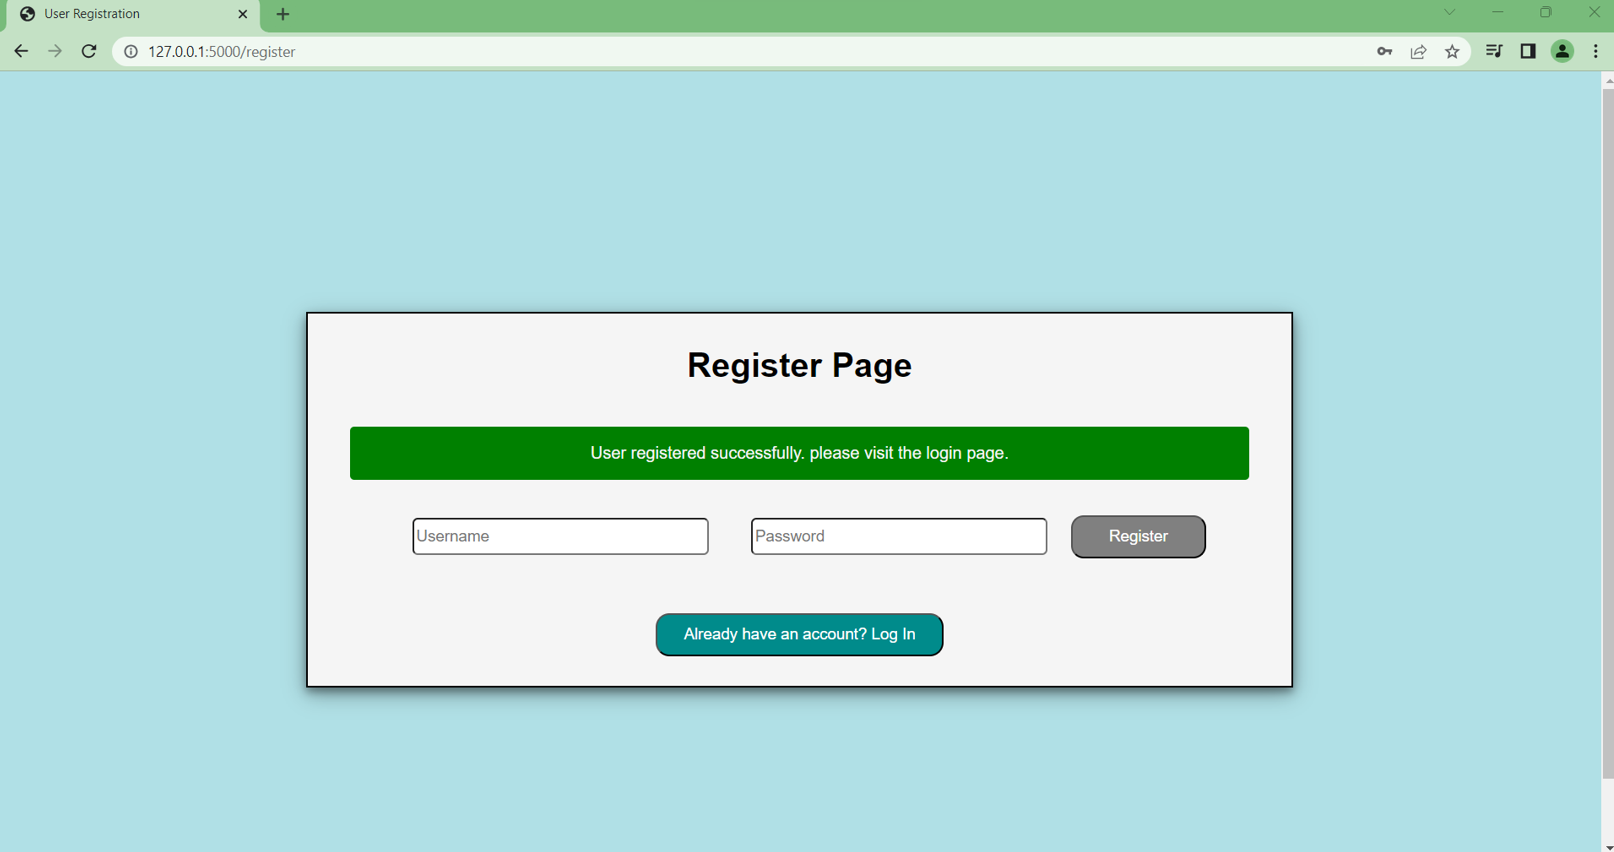 User Registration
127.0.0.1:5000/register
Register Page
User registered successfully. please visit the login page.
Username
Password
Register
Already have an account? Log In